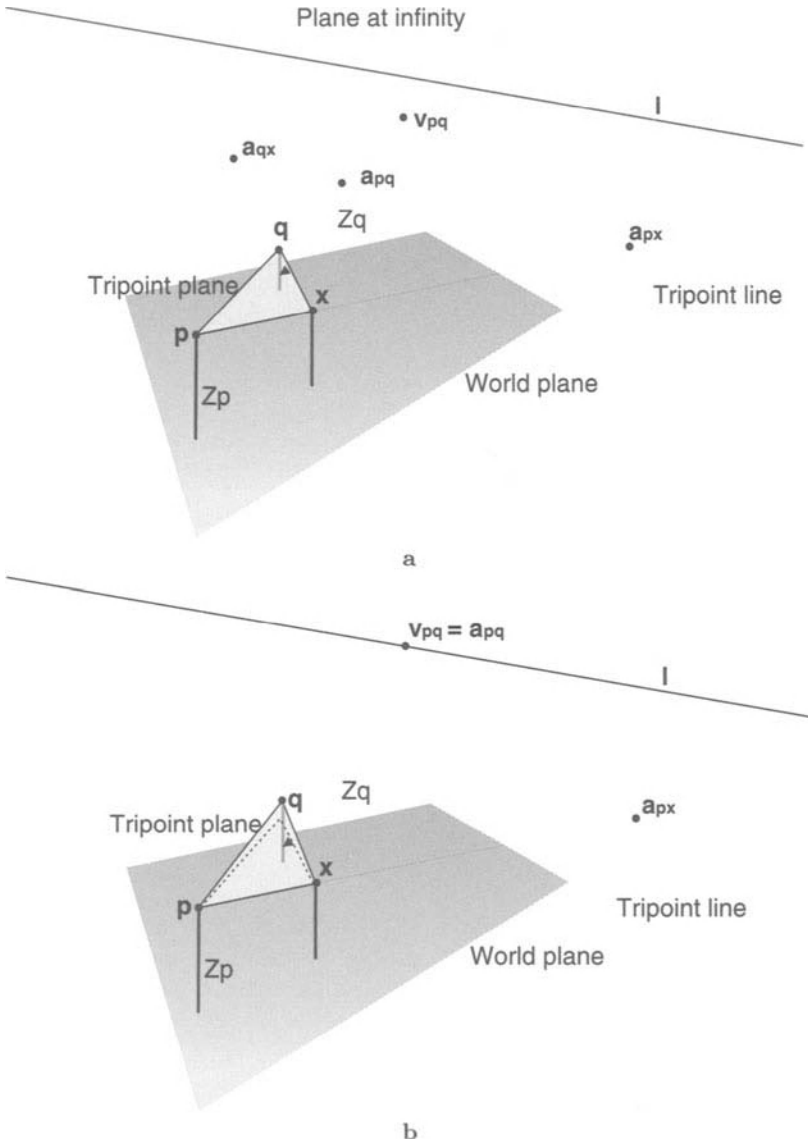 Plane at infinity
l
vpq
aqx
apq
Zq
q
apx
Tripoint plane
x
Tripoint line
p
World plane
Zp
a
vpq = apq
l
q
Zq
apx
Tripoint plane
x
p
Tripoint line
World plane
Zp
b